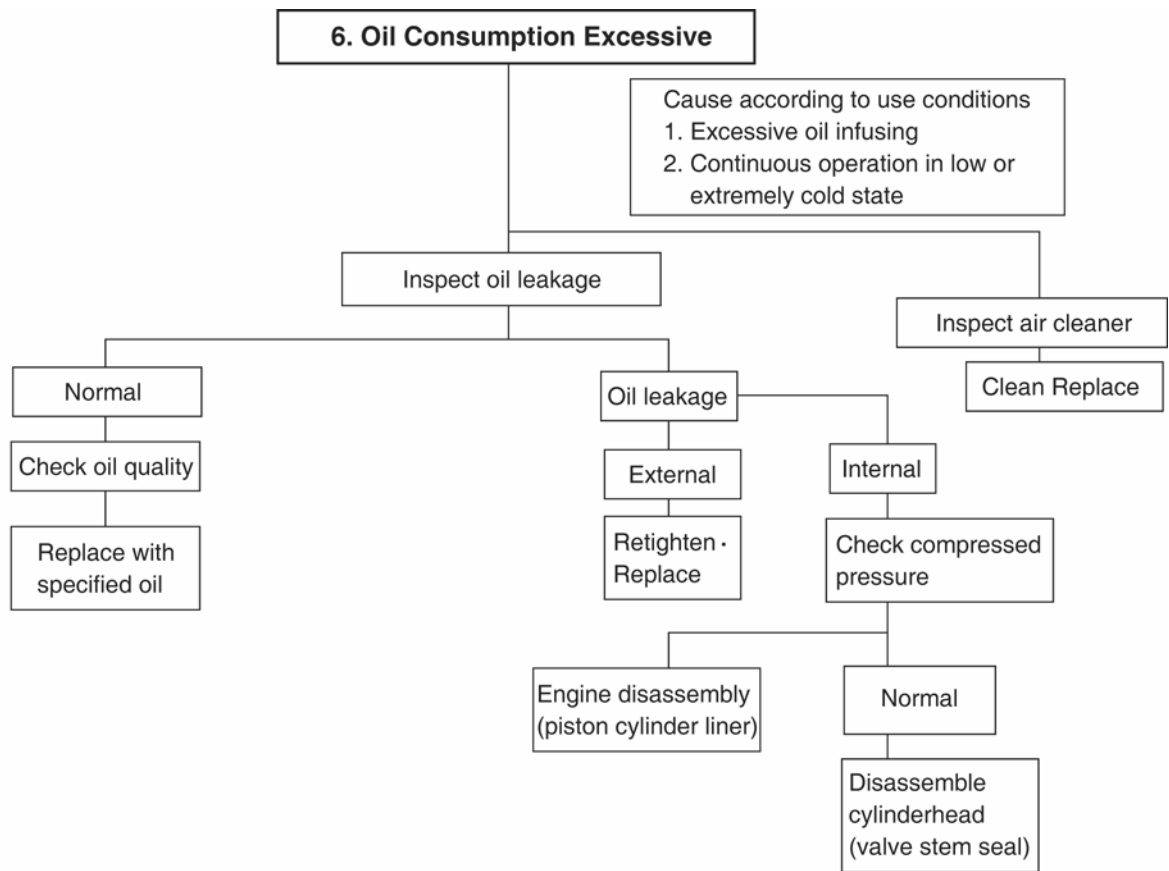 6. Oil Consumption Excessive
Cause according to use conditions
1. Excessive oil infusing
2. Continuous operation in low or
extremely cold state
Inspect oil leakage
Inspect air cleaner
Clean Replace
Normal
Check oil quality
Replace with
specified oil
Oil leakage
External
Retighten ·
Replace
Internal
Check compressed
pressure
Engine disassembly
(piston cylinder liner)
Normal
Disassemble
cylinderhead
(valve stem seal)